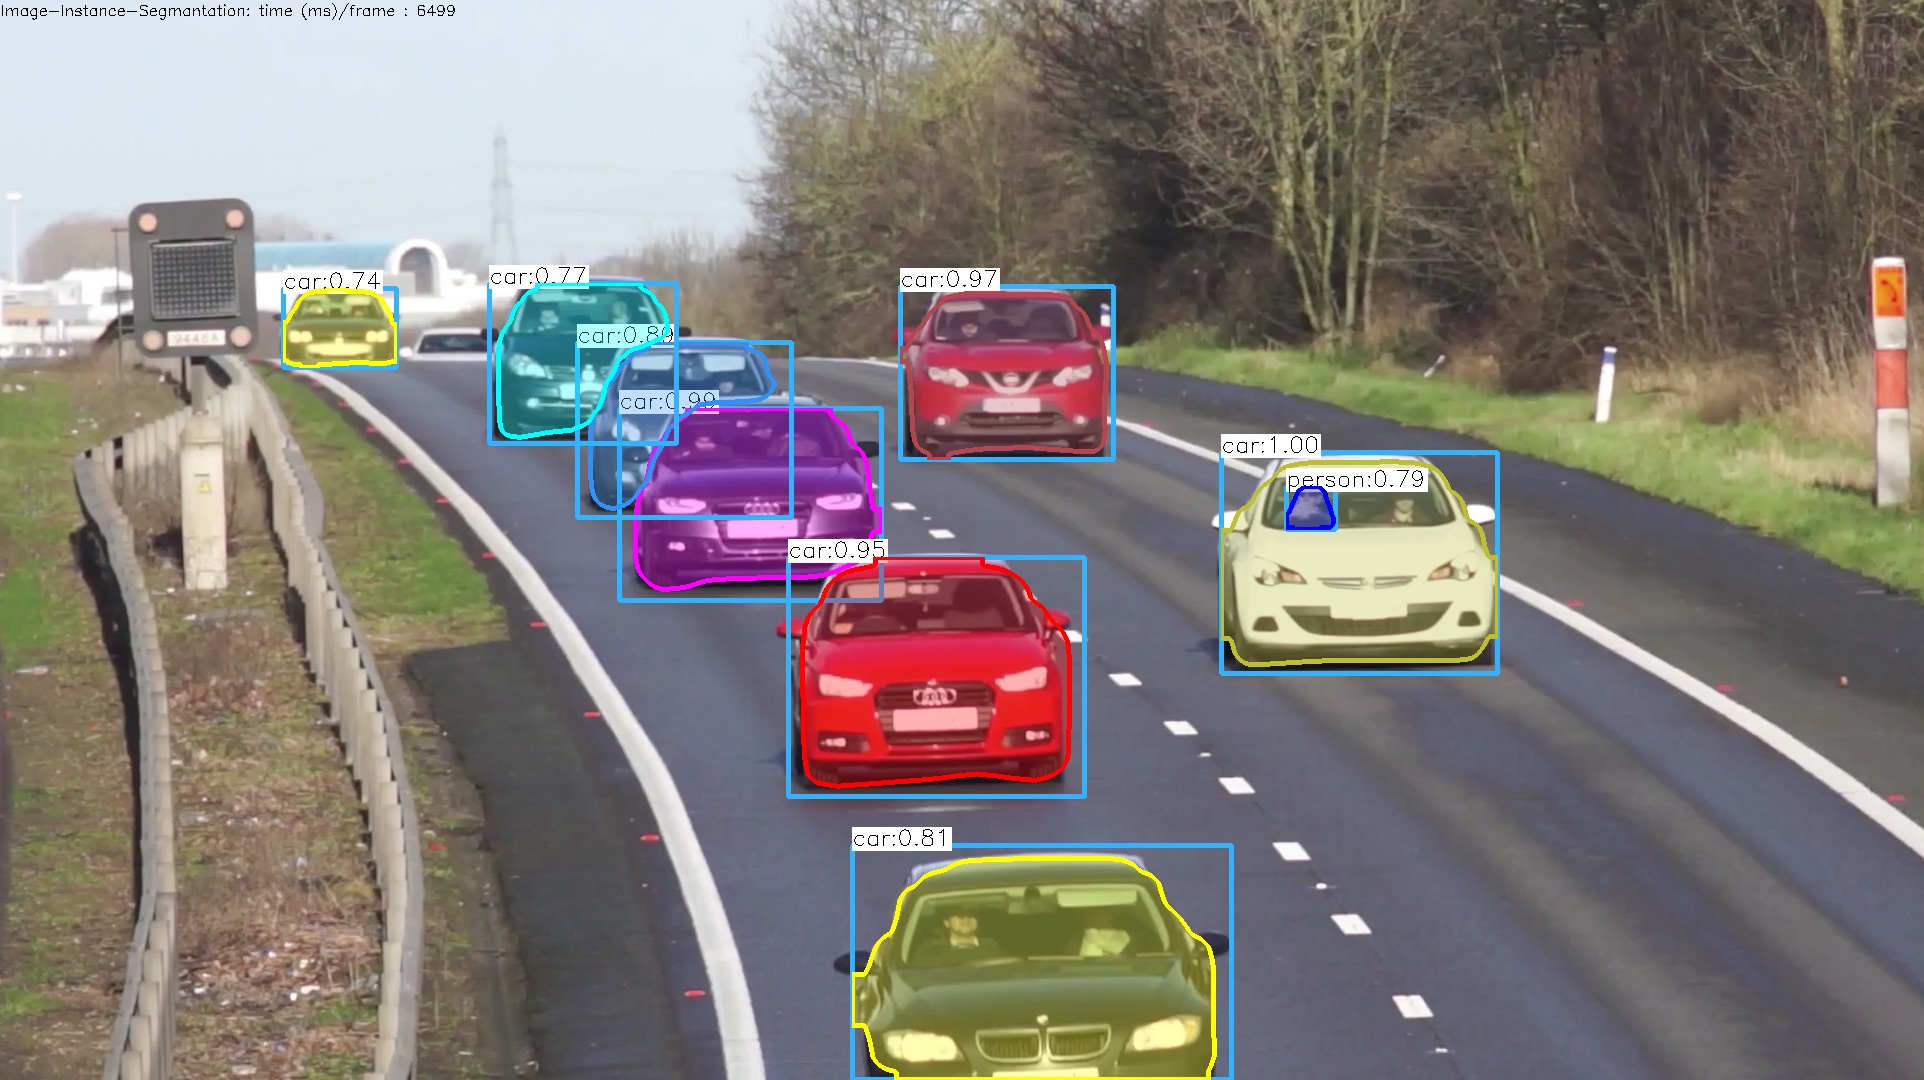 Image-Instance-Segmantation: time (ms)/frame : 6499
car:0.74
car:0.77
car:0.97
car:0.89
car:0.99
car:1.00
person:0.79
car:0.95
car:0.81
9448A